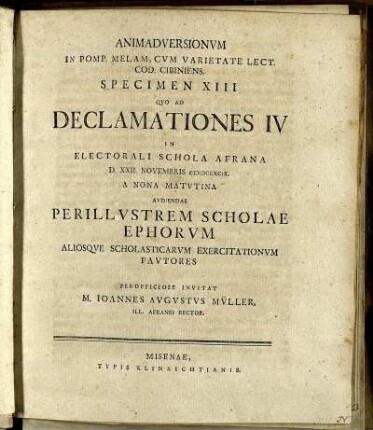 ANIMADVERSIONVM
IN POMP. MELAM, CVM VARIETATE LECT.
COD. CIBINIENS.
SPECIMEN XIII
QVO AD
DECLAMATIONES IV
IN
ELECTORALI SCHOLA AFRANA
D. XXII. NOVEMBRIS
A NONA MATVTINA
AVDIENDAS
PERILLVSTREM SCHOLAE
EPHORVM
ALIOSQVE SCHOLASTICARVM EXERCITATIONVM
FAVTORES
PEROFFICIOSE INVITAT
M. IOANNES AVGVSTVS MÜLLER,
ILL. AFRANEI RECTOR.
MISENAE,
TYPIS KLINKICHTIANIS.